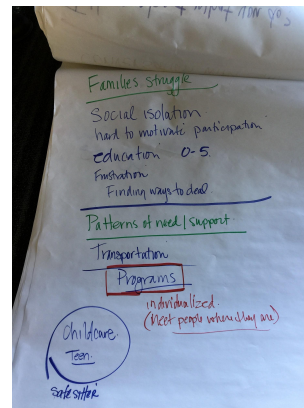 Families struggle
Social isolation
hard to motivate participation
education 0-5
Frustration
Finding ways to deal
Patterns of need/support
Transportation
Programs
individualized.
(Meet people where they are)
Childcare.
Teen.
safe sitter